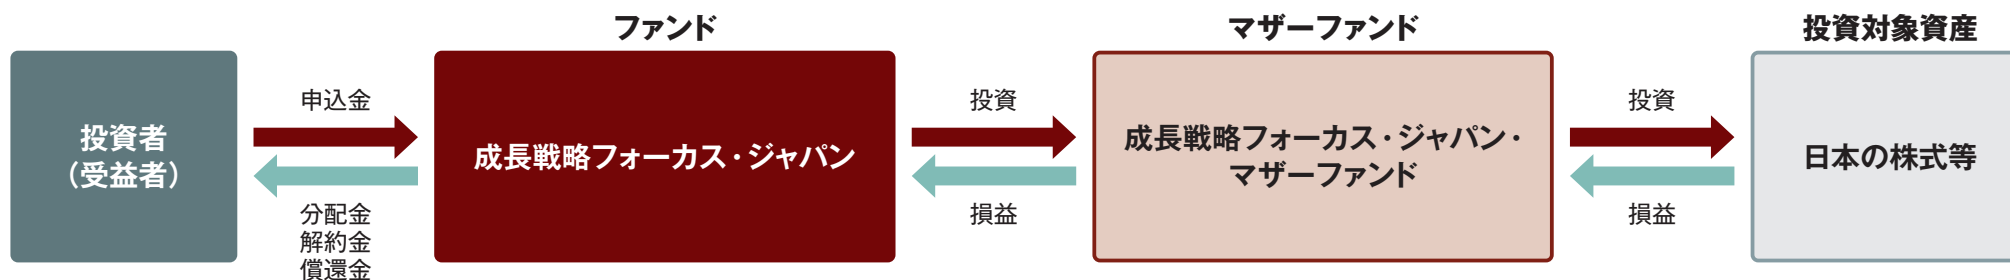 ファンド
マザーファンド
投資対象資産
投資者
（受益者）
申込金
分配金
解約金
償還金
成長戦略フォーカス・ジャパン
投資
損益
成長戦略フォーカス・ジャパン・
マザーファンド
投資
損益
日本の株式等